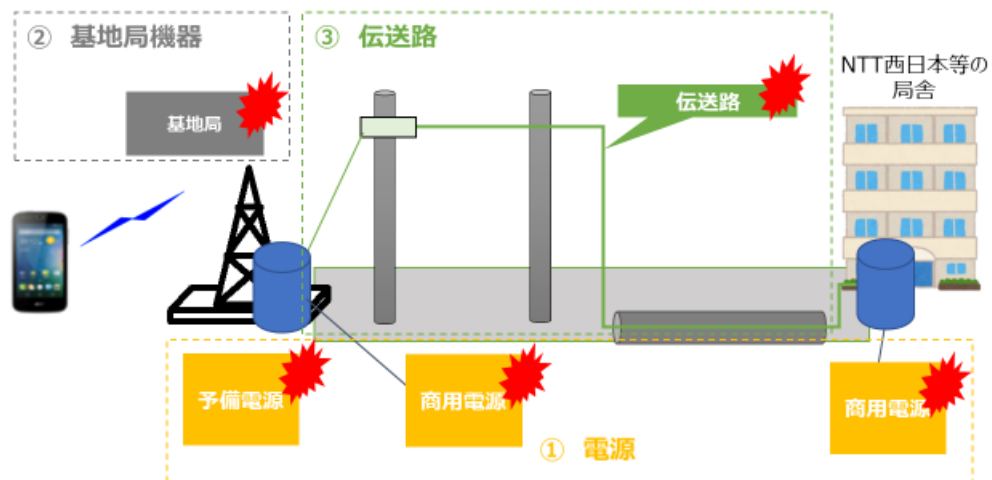 ② 基地局機器
③ 伝送路
NTT西日本等の
局舎
伝送路
基地局
予備電源
商用電源
商用電源
① 電源